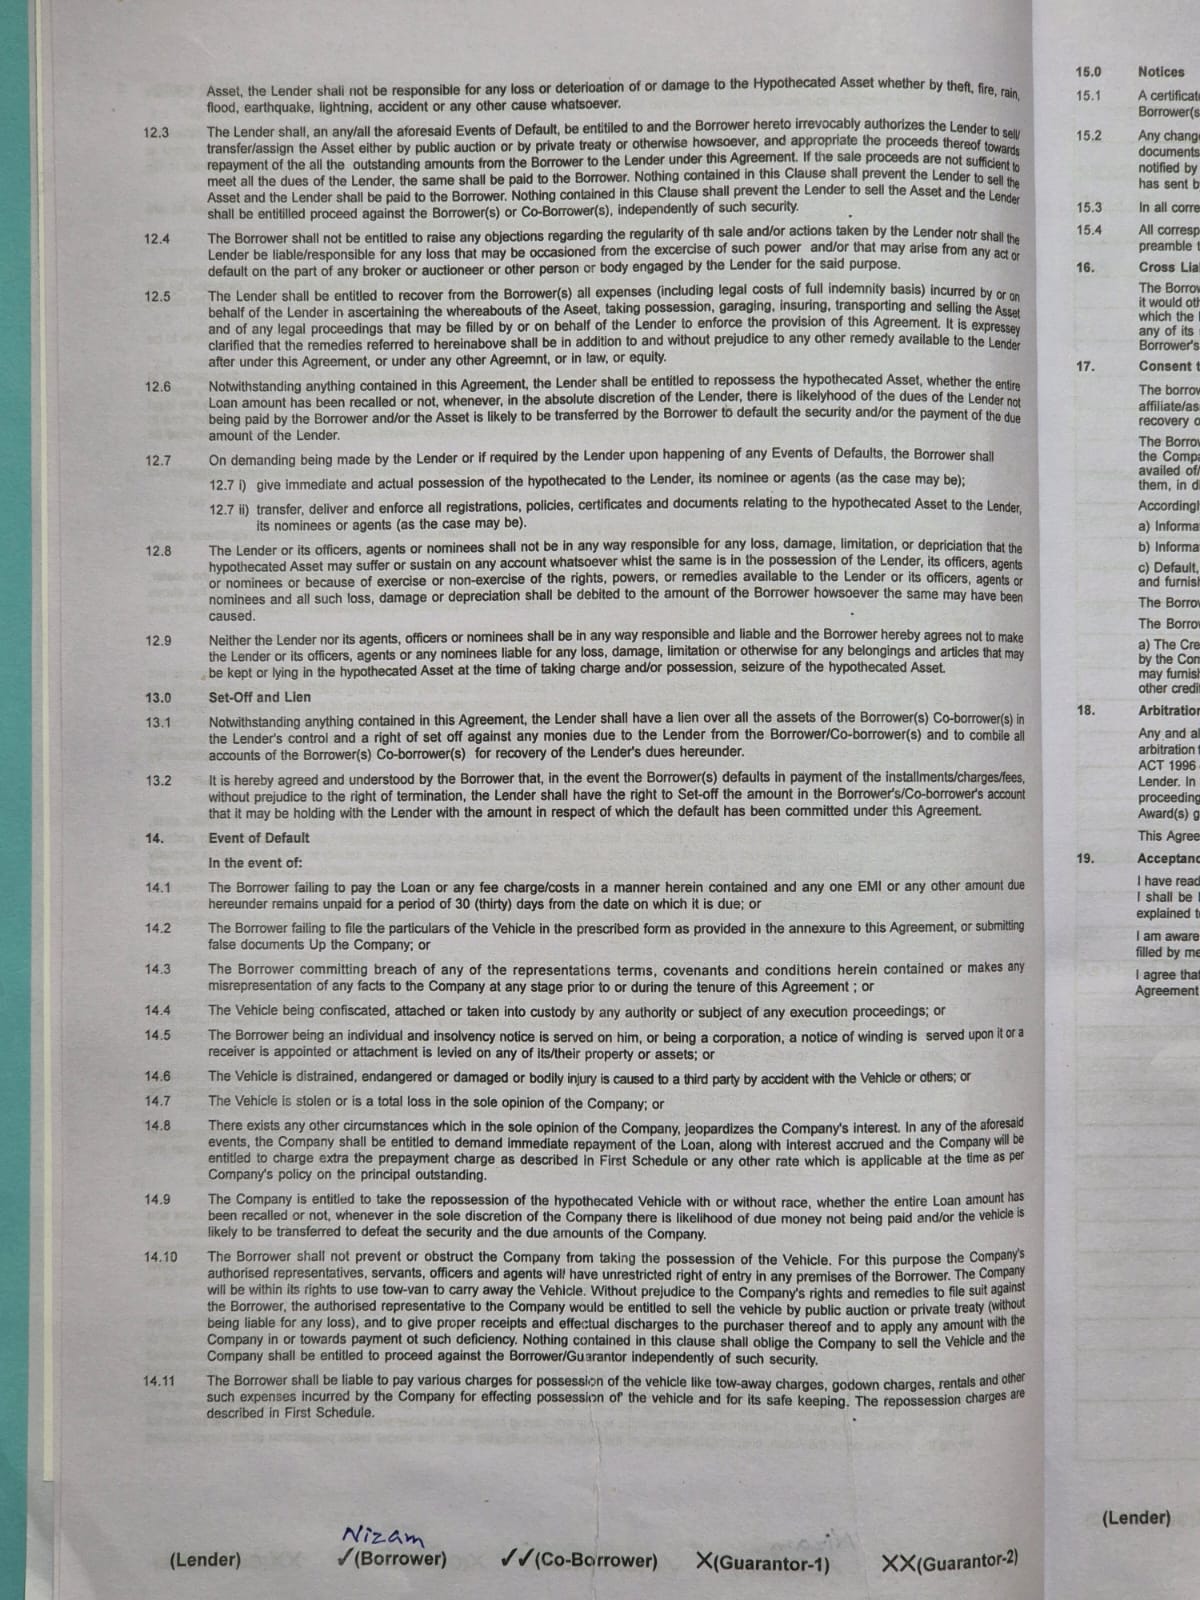 Asset, the Lender shall not be responsible for any loss or deterioation of or damage to the Hypothecated Asset whether by theft, fire, rain,
flood, earthquake, lightning, accident or any other cause whatsoever.
12.3 The Lender shall, an any/all the aforesaid Events of Default, be entitiled to and the Borrower hereto irrevocably authorizes the Lender to sell/
transfer/assign the Asset either by public auction or by private treaty or otherwise howsoever, and appropriate the proceeds thereof towards
repayment of the all the outstanding amounts from the Borrower to the Lender under this Agreement. If the sale proceeds are not sufficient to
meet all the dues of the Lender, the same shall be paid to the Borrower. Nothing contained in this Clause shall prevent the Lender to sell the
Asset and the Lender shall be paid to the Borrower. Nothing contained in this Clause shall prevent the Lender to sell the Asset and the Lender
shall be entitilled proceed against the Borrower(s) or Co-Borrower(s), independently of such security.
12.4 The Borrower shall not be entitled to raise any objections regarding the regularity of th sale and/or actions taken by the Lender notr shall the
Lender be liable/responsible for any loss that may be occasioned from the excercise of such power and/or that may arise from any act or
default on the part of any broker or auctioneer or other person or body engaged by the Lender for the said purpose.
12.5 The Lender shall be entitled to recover from the Borrower(s) all expenses (including legal costs of full indemnity basis) incurred by or on
behalf of the Lender in ascertaining the whereabouts of the Aseet, taking possession, garaging, insuring, transporting and selling the Asset
and of any legal proceedings that may be filled by or on behalf of the Lender to enforce the provision of this Agreement. It is expressey
clarified that the remedies referred to hereinabove shall be in addition to and without prejudice to any other remedy available to the Lender
after under this Agreement, or under any other Agreemnt, or in law, or equity.
12.6 Notwithstanding anything contained in this Agreement, the Lender shall be entitled to repossess the hypothecated Asset, whether the entire
Loan amount has been recalled or not, whenever, in the absolute discretion of the Lender, there is likelyhood of the dues of the Lender not
being paid by the Borrower and/or the Asset is likely to be transferred by the Borrower to default the security and/or the payment of the due
amount of the Lender.
12.7 On demanding being made by the Lender or if required by the Lender upon happening of any Events of Defaults, the Borrower shall
12.7 i) give immediate and actual possession of the hypothecated to the Lender, its nominee or agents (as the case may be);
12.7 ii) transfer, deliver and enforce all registrations, policies, certificates and documents relating to the hypothecated Asset to the Lender,
its nominees or agents (as the case may be).
12.8 The Lender or its officers, agents or nominees shall not be in any way responsible for any loss, damage, limitation, or depriciation that the
hypothecated Asset may suffer or sustain on any account whatsoever whist the same is in the possession of the Lender, its officers, agents
or nominees or because of exercise or non-exercise of the rights, powers, or remedies available to the Lender or its officers, agents or
nominees and all such loss, damage or depreciation shall be debited to the amount of the Borrower howsoever the same may have been
caused.
12.9 Neither the Lender nor its agents, officers or nominees shall be in any way responsible and liable and the Borrower hereby agrees not to make
the Lender or its officers, agents or any nominees liable for any loss, damage, limitation or otherwise for any belongings and articles that may
be kept or lying in the hypothecated Asset at the time of taking charge and/or possession, seizure of the hypothecated Asset.
13.0 Set-Off and Lien
13.1 Notwithstanding anything contained in this Agreement, the Lender shall have a lien over all the assets of the Borrower(s) Co-borrower(s) in
the Lender's control and a right of set off against any monies due to the Lender from the Borrower/Co-borrower(s) and to combile all
accounts of the Borrower(s) Co-borrower(s) for recovery of the Lender's dues hereunder.
13.2 It is hereby agreed and understood by the Borrower that, in the event the Borrower(s) defaults in payment of the installments/charges/fees,
without prejudice to the right of termination, the Lender shall have the right to Set-off the amount in the Borrower's/Co-borrower's account
that it may be holding with the Lender with the amount in respect of which the default has been committed under this Agreement.
14. Event of Default
In the event of:
14.1 The Borrower failing to pay the Loan or any fee charge/costs in a manner herein contained and any one EMI or any other amount due
hereunder remains unpaid for a period of 30 (thirty) days from the date on which it is due; or
14.2 The Borrower failing to file the particulars of the Vehicle in the prescribed form as provided in the annexure to this Agreement, or submitting
false documents Up the Company; or
14.3 The Borrower committing breach of any of the representations terms, covenants and conditions herein contained or makes any
misrepresentation of any facts to the Company at any stage prior to or during the tenure of this Agreement ; or
14.4 The Vehicle being confiscated, attached or taken into custody by any authority or subject of any execution proceedings; or
14.5 The Borrower being an individual and insolvency notice is served on him, or being a corporation, a notice of winding is served upon it or a
receiver is appointed or attachment is levied on any of its/their property or assets; or
14.6 The Vehicle is distrained, endangered or damaged or bodily injury is caused to a third party by accident with the Vehicle or others; or
14.7 The Vehicle is stolen or is a total loss in the sole opinion of the Company; or
14.8 There exists any other circumstances which in the sole opinion of the Company, jeopardizes the Company's interest. In any of the aforesaid
events, the Company shall be entitled to demand immediate repayment of the Loan, along with interest accrued and the Company will be
entitled to charge extra the prepayment charge as described in First Schedule or any other rate which is applicable at the time as per
Company's policy on the principal outstanding.
14.9 The Company is entitled to take the repossession of the hypothecated Vehicle with or without race, whether the entire Loan amount has
been recalled or not, whenever in the sole discretion of the Company there is likelihood of due money not being paid and/or the vehicle is
likely to be transferred to defeat the security and the due amounts of the Company.
14.10 The Borrower shall not prevent or obstruct the Company from taking the possession of the Vehicle. For this purpose the Company's
authorised representatives, servants, officers and agents will have unrestricted right of entry in any premises of the Borrower. The Company
will be within its rights to use tow-van to carry away the Vehicle. Without prejudice to the Company's rights and remedies to file suit against
the Borrower, the authorised representative to the Company would be entitled to sell the vehicle by public auction or private treaty (without
being liable for any loss), and to give proper receipts and effectual discharges to the purchaser thereof and to apply any amount with the
Company in or towards payment ot such deficiency. Nothing contained in this clause shall oblige the Company to sell the Vehicle and the
Company shall be entitled to proceed against the Borrower/Guarantor independently of such security.
14.11 The Borrower shall be liable to pay various charges for possession of the vehicle like tow-away charges, godown charges, rentals and other
such expenses incurred by the Company for effecting possession of the vehicle and for its safe keeping. The repossession charges are
described in First Schedule.
Nizam
(Lender) ✓(Borrower) ✓✓(Co-Borrower) X(Guarantor-1) XX(Guarantor-2)
15.0 Notices
15.1 A certificate
Borrower(s
15.2 Any change
documents
notified by
has sent b
15.3 In all corre
15.4 All corresp
preamble t
16. Cross Lia
The Borrow
it would oth
which the
any of its
Borrower's
17. Consent t
The borrow
affiliate/as
recovery o
The Borrow
the Compa
availed of/
them, in di
Accordingl
a) Informa
b) Informa
c) Default,
and furnish
The Borrow
The Borrow
a) The Cre
by the Com
may furnish
other credi
18. Arbitration
Any and al
arbitration
ACT 1996
Lender. In
proceeding
Award(s) g
This Agree
19. Acceptanc
I have read
I shall be
explained t
I am aware
filled by me
I agree that
Agreement
(Lender)